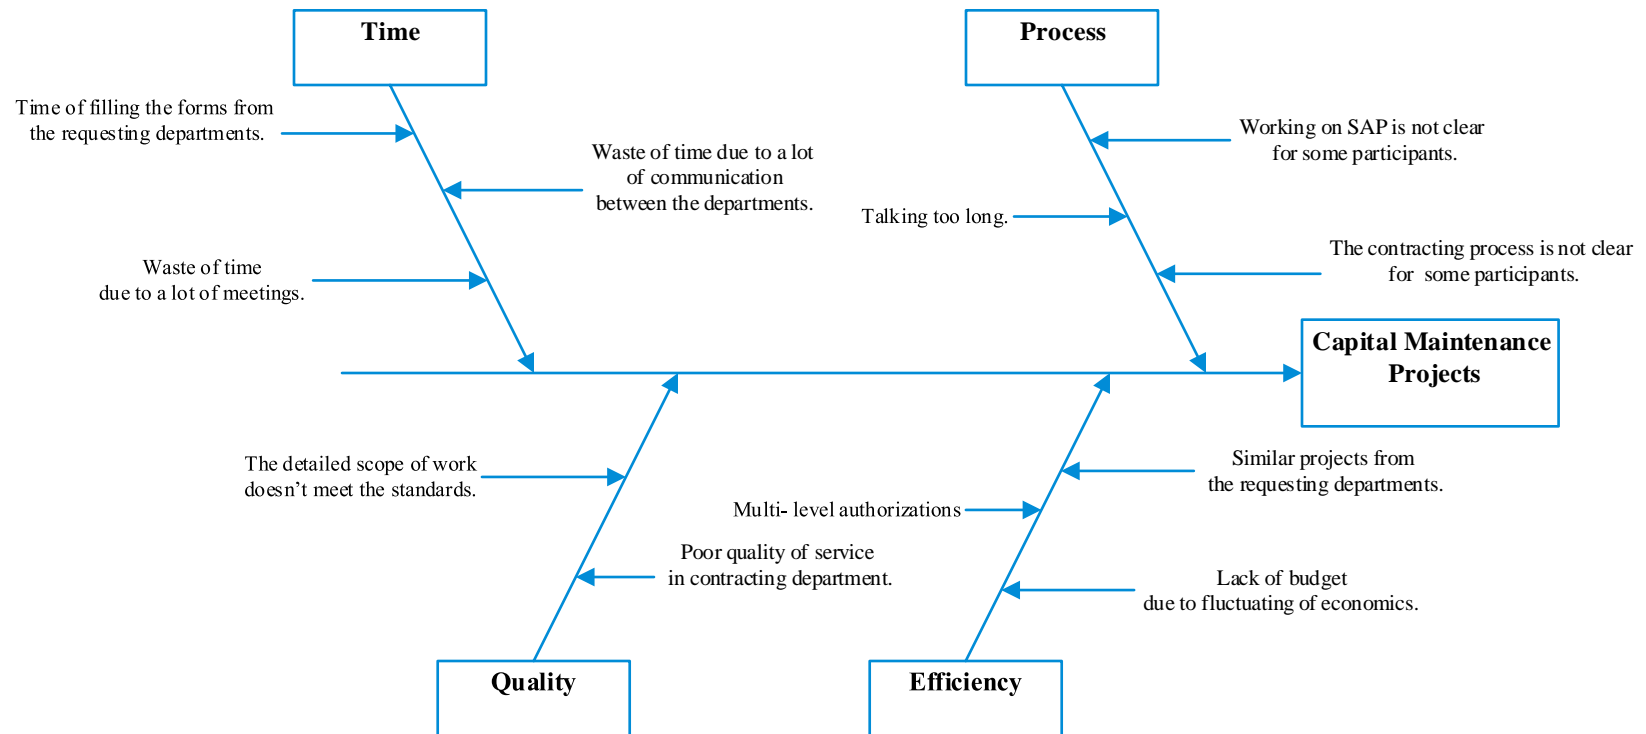 Time
Process
Time of filling the forms from
the requesting departments.
Waste of time due to a lot
of communication
between the departments.
Waste of time
due to a lot of meetings.
Working on SAP is not clear
for some participants.
Talking too long.
The contracting process is not clear
for some participants.
Capital Maintenance
Projects
The detailed scope of work
doesn’t meet the standards.
Poor quality of service
in contracting department.
Similar projects from
the requesting departments.
Multi- level authorizations
Lack of budget
due to fluctuating of economics.
Quality
Efficiency